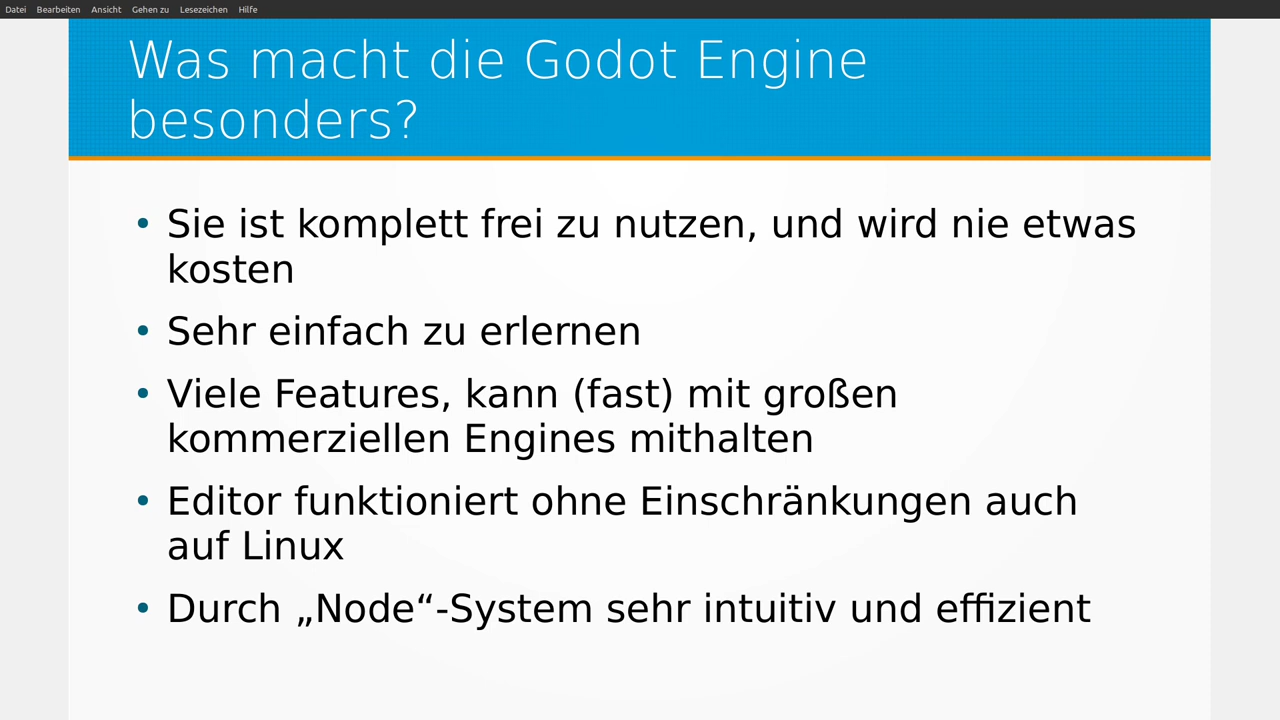 Datei Bearbeiten Ansicht Gehen zu Lesezeichen Hilfe
Was macht die Godot Engine
besonders?
• Sie ist komplett frei zu nutzen, und wird nie etwas
kosten
• Sehr einfach zu erlernen
• Viele Features, kann (fast) mit großen
kommerziellen Engines mithalten
• Editor funktioniert ohne Einschränkungen auch
auf Linux
• Durch „Node“-System sehr intuitiv und effizient